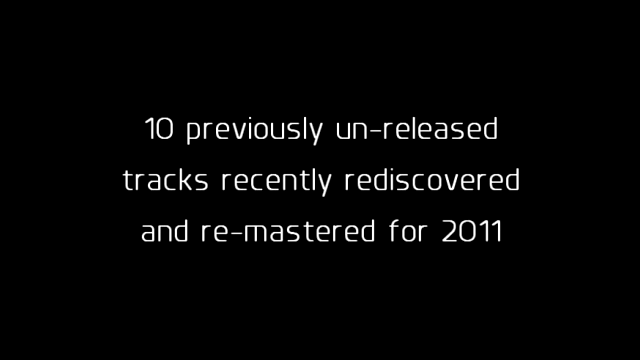 10 previously un-released
tracks recently rediscovered
and re-mastered for 2011